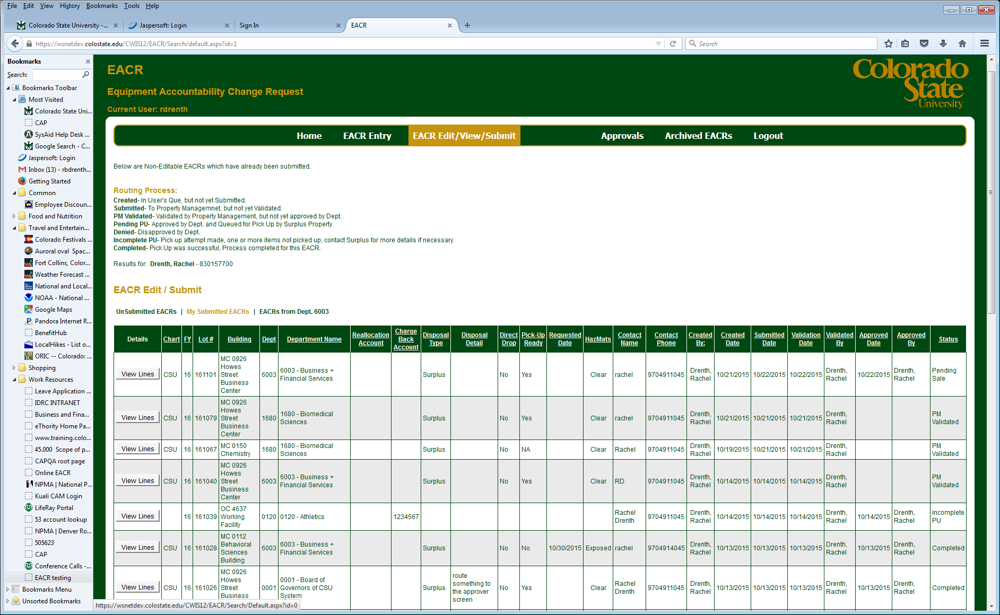 File Edit View History Bookmarks Tools Help
Colorado State University -... × Jaspersoft: Login × Sign In × EACR × +
https://wsnetdev.colostate.edu/CWIS12/EACR/Search/default.aspx?id=1 Search
Bookmarks ×
Search:
Bookmarks Toolbar
Most Visited
Colorado State Uni...
CAP
SysAid Help Desk ...
Google Search - C...
Jaspersoft: Login
Inbox (13) - rbdrenth...
Getting Started
Common
Employee Discoun...
Food and Nutrition
Travel and Entertain...
Colorado Festivals ...
Auroral oval Spac...
Fort Collins, Color...
Weather Forecast ...
National and Local...
NOAA - National ...
Google Maps
Pandora Internet R...
BenefitHub
LocalHikes - List o...
ORIC -- Colorado: ...
Shopping
Work Resources
Leave Application ...
IDRC INTRANET
Business and Fina...
eThority Home Pa...
www.training.colo...
45.000 Scope of p...
CAPQA root page
Online EACR
NPMA | National P...
Kuali CAM Login
LifeRay Portal
53 account lookup
NPMA | Denver Ro...
505623
CAP
Conference Calls -...
EACR testing
Bookmarks Menu
Unsorted Bookmarks
EACR
Equipment Accountability Change Request
Current User: rdrenth
Colorado
State
University
Home EACR Entry EACR Edit/View/Submit Approvals Archived EACRs Logout
Below are Non-Editable EACRs which have already been submitted.
Routing Process:
Created- In User's Que, but not yet Submitted.
Submitted- To Property Managemnet, but not yet Validated.
PM Validated- Validated by Property Management, but not yet approved by Dept.
Pending PU- Approved by Dept. and Queued for Pick Up by Surplus Property.
Denied- Disapproved by Dept.
Incomplete PU- Pick up attempt made, one or more items not picked up, contact Surplus for more details if necessary.
Completed- Pick Up was successful, Process completed for this EACR.
Results for: Drenth, Rachel - 830157700
EACR Edit / Submit
UnSubmitted EACRs | My Submitted EACRs | EACRs from Dept. 6003
Details Chart FY Lot # Building Dept Department Name Reallocation Account Charge Back Account Disposal Type Disposal Detail Direct Drop Pick-Up Ready Requested Date HazMats Contact Name Contact Phone Created By: Created Date Submitted Date Validation Date Validated By Approved Date Approved By Status
View Lines CSU 16 161101 MC 0926 Howes Street Business Center 6003 6003 - Business + Financial Services Surplus No Yes Clear rachel 9704911045 Drenth, Rachel 10/21/2015 10/22/2015 10/22/2015 Drenth, Rachel 10/22/2015 Drenth, Rachel Pending Sale
View Lines CSU 16 161079 MC 0926 Howes Street Business Center 1680 1680 - Biomedical Sciences Surplus No Yes Clear rachel 9704911045 Drenth, Rachel 10/21/2015 10/21/2015 10/21/2015 Drenth, Rachel PM Validated
View Lines CSU 16 161067 MC 0150 Chemistry 1680 1680 - Biomedical Sciences Surplus No NA Clear Rachel 9704911045 Drenth, Rachel 10/19/2015 10/21/2015 10/21/2015 Drenth, Rachel PM Validated
View Lines CSU 16 161040 MC 0926 Howes Street Business Center 6003 6003 - Business + Financial Services Surplus No Yes Clear RD 9704911045 Drenth, Rachel 10/14/2015 10/14/2015 10/14/2015 Drenth, Rachel PM Validated
View Lines 16 161039 OC 4637 Working Facility 0120 0120 - Athletics 1234567 Rachel Drenth 9704911045 Drenth, Rachel 10/14/2015 10/14/2015 10/14/2015 Drenth, Rachel 10/14/2015 Drenth, Rachel Incomplete PU
View Lines CSU 16 161028 MC 0112 Behavioral Sciences Building 6003 6003 - Business + Financial Services Surplus No No 10/30/2015 Exposed rachel 9704914045 Drenth, Rachel 10/13/2015 10/13/2015 10/13/2015 Drenth, Rachel 10/13/2015 Drenth, Rachel Completed
View Lines CSU 16 161026 MC 0926 Howes Street Business 0001 0001 - Board of Governors of CSU System Surplus route something to the approver screen No Yes Clear Rachel Drenth 9704911045 Drenth, Rachel 10/13/2015 10/13/2015 10/13/2015 Drenth, Rachel 10/13/2015 Drenth, Rachel Completed
https://wsnetdev.colostate.edu/CWIS12/EACR/Search/Default.aspx?id=0